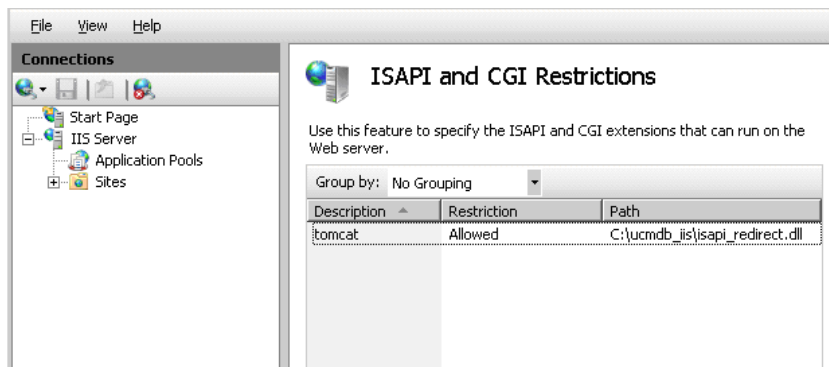 File View Help
Connections
Start Page
IIS Server
Application Pools
Sites
ISAPI and CGI Restrictions
Use this feature to specify the ISAPI and CGI extensions that can run on the
Web server.
Group by: No Grouping
Description Restriction Path
tomcat Allowed C:\ucmdb_iis\isapi_redirect.dll